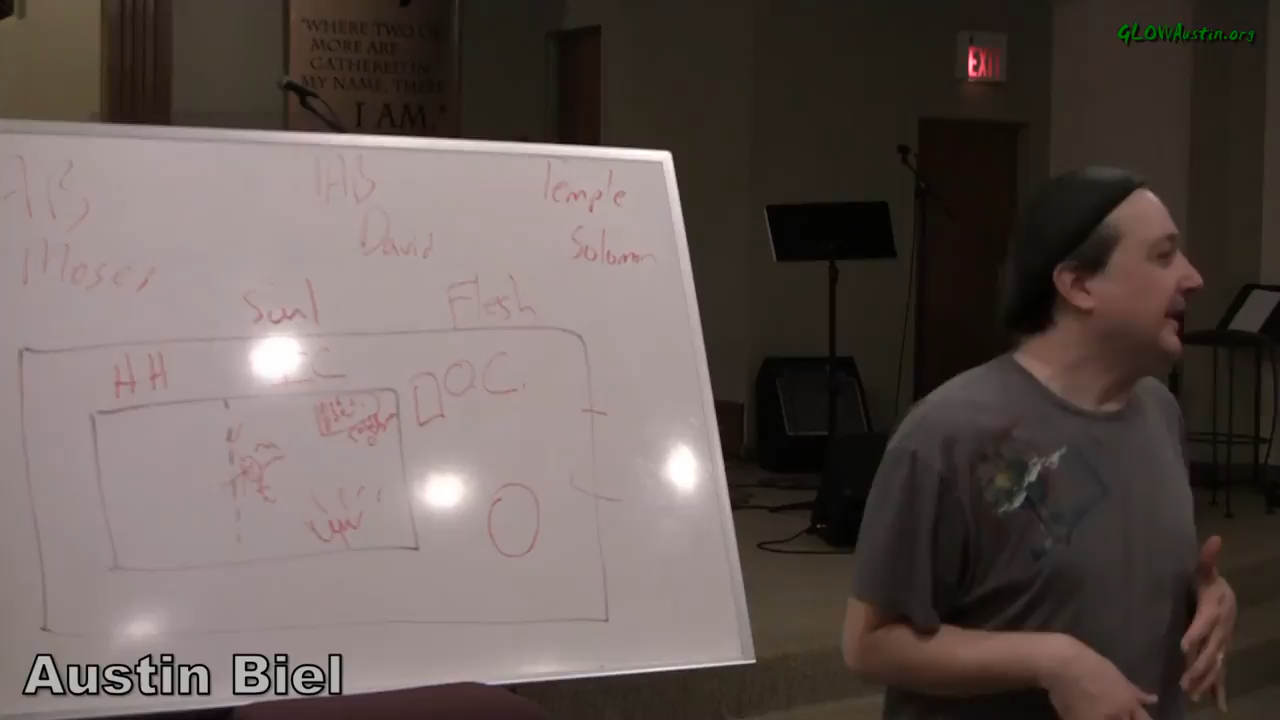 GLOWAustin.org
"WHERE TWO OR
MORE ARE
GATHERED IN
MY NAME, THERE
I AM."
EXIT
Temple
Moses
David
Solomon
Soul
Flesh
HH
O.C.
Austin Biel